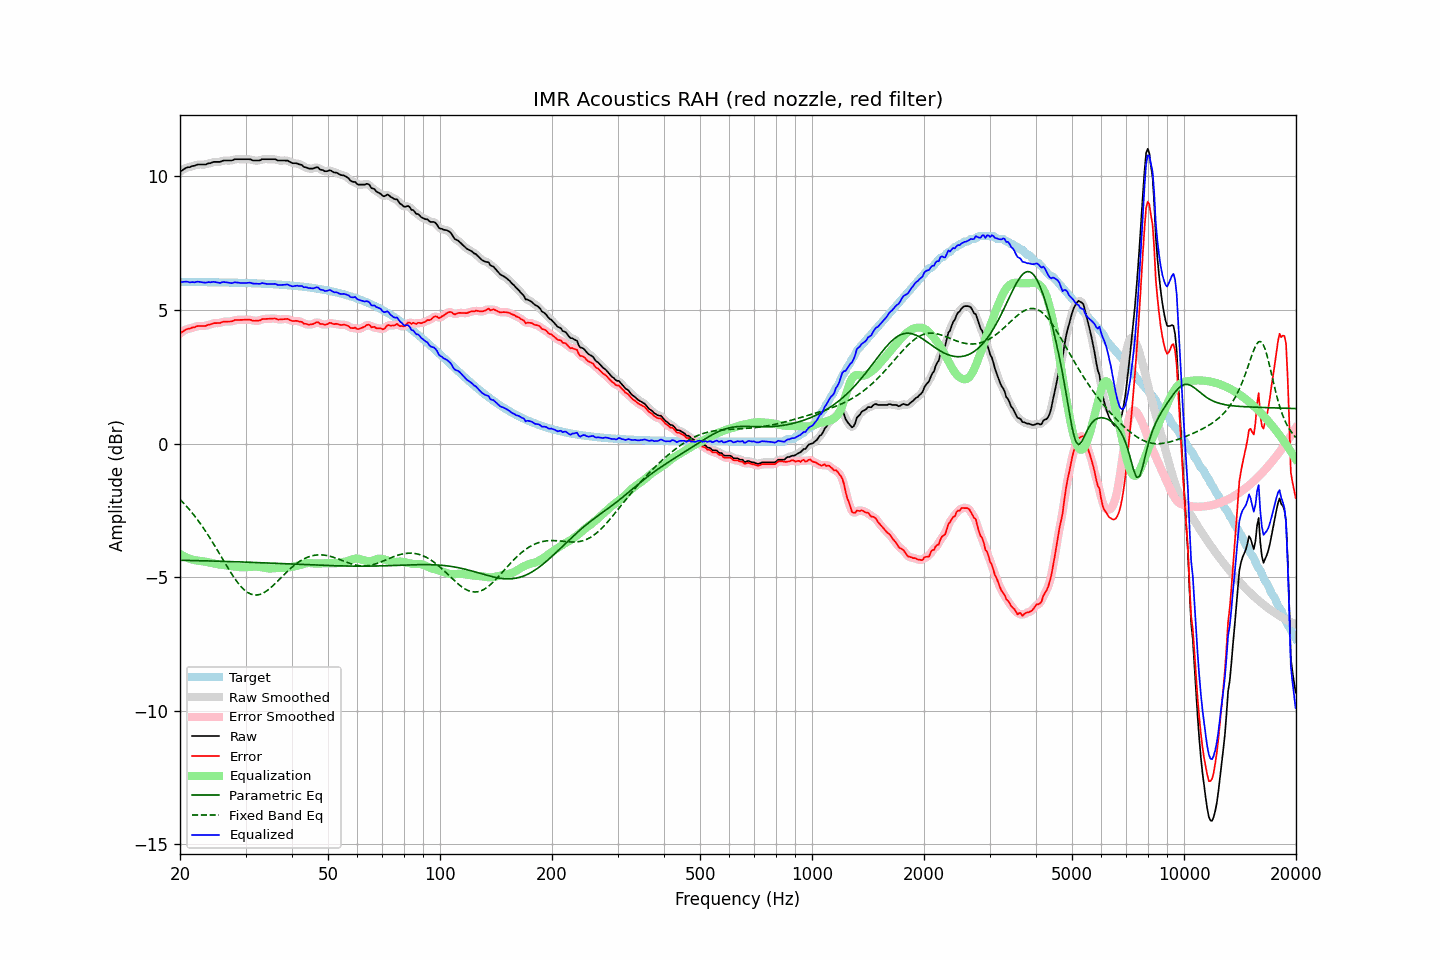 IMR Acoustics RAH (red nozzle, red filter)
Amplitude (dBr)
10
5
0
−5
−10
−15
Target
Raw Smoothed
Error Smoothed
Raw
Error
Equalization
Parametric Eq
Fixed Band Eq
Equalized
20 50 100 200 500 1000 2000 5000 10000 20000
Frequency (Hz)